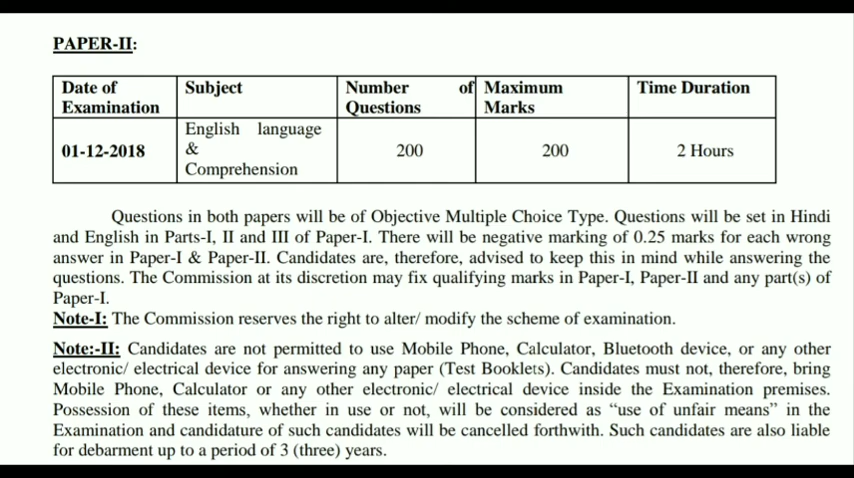 PAPER-II:
Date of Examination	Subject	Number of Questions	Maximum Marks	Time Duration
01-12-2018	English language & Comprehension	200	200	2 Hours
Questions in both papers will be of Objective Multiple Choice Type. Questions will be set in Hindi
and English in Parts-I, II and III of Paper-I. There will be negative marking of 0.25 marks for each wrong
answer in Paper-I & Paper-II. Candidates are, therefore, advised to keep this in mind while answering the
questions. The Commission at its discretion may fix qualifying marks in Paper-I, Paper-II and any part(s) of
Paper-I.
Note-I: The Commission reserves the right to alter/ modify the scheme of examination.
Note:-II: Candidates are not permitted to use Mobile Phone, Calculator, Bluetooth device, or any other
electronic/ electrical device for answering any paper (Test Booklets). Candidates must not, therefore, bring
Mobile Phone, Calculator or any other electronic/ electrical device inside the Examination premises.
Possession of these items, whether in use or not, will be considered as “use of unfair means” in the
Examination and candidature of such candidates will be cancelled forthwith. Such candidates are also liable
for debarment up to a period of 3 (three) years.